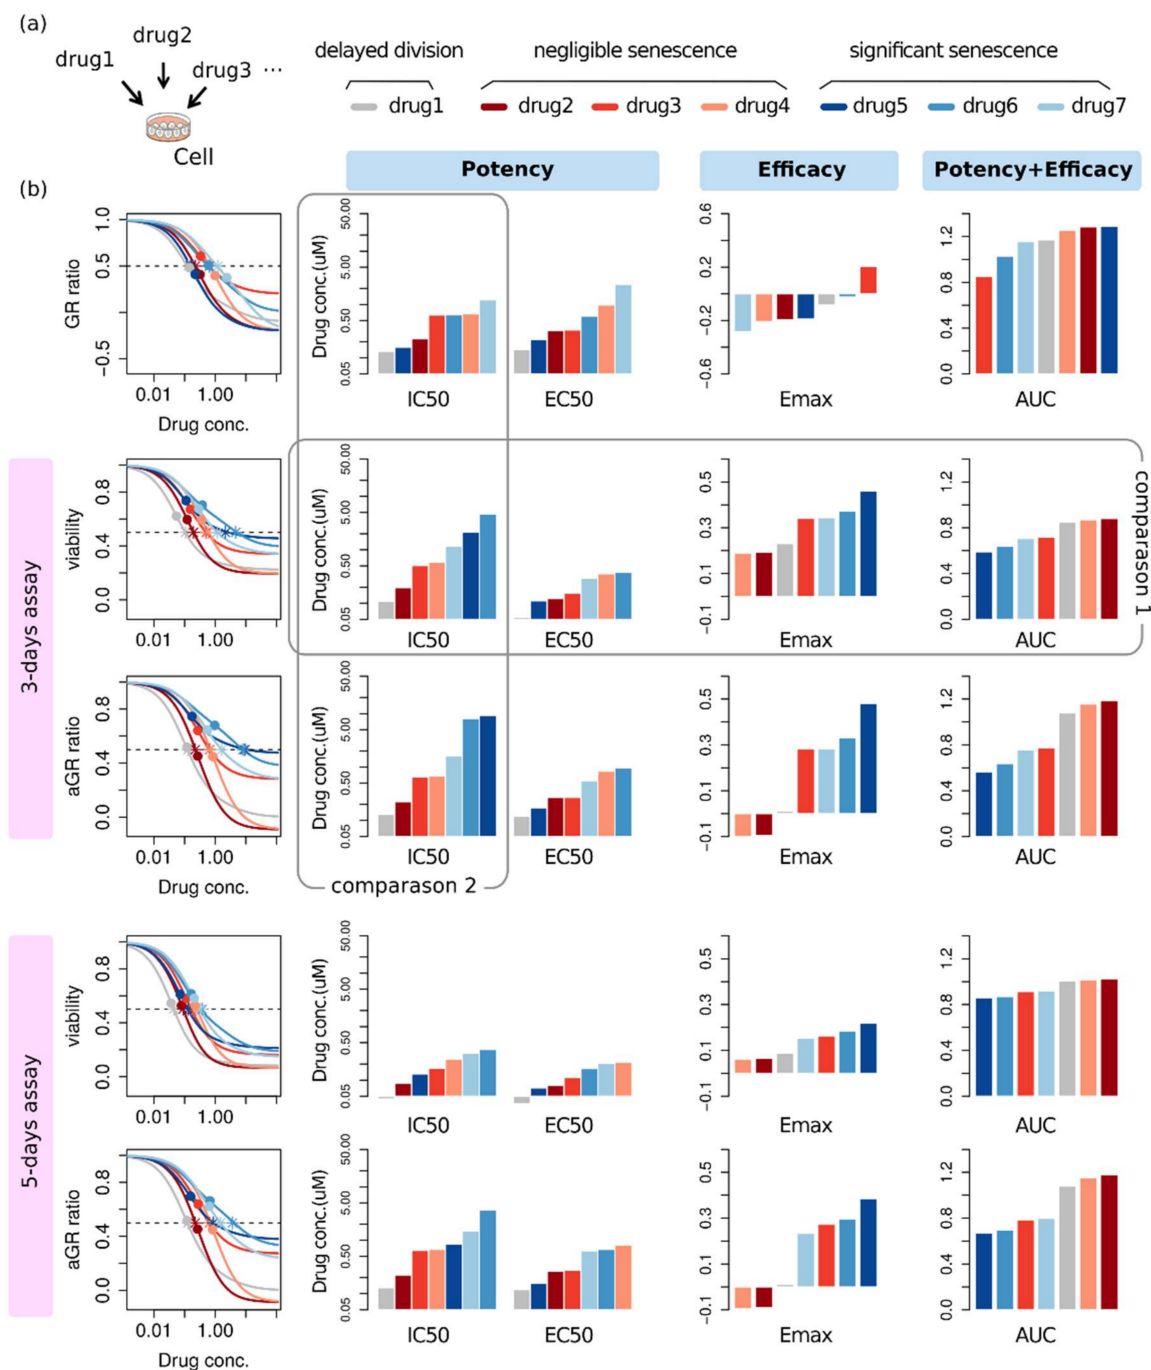 (a)
drug1
drug2
drug3 ...
Cell
delayed division
negligible senescence
significant senescence
drug1
drug2
drug3
drug4
drug5
drug6
drug7
Potency
Efficacy
Potency+Efficacy
(b)
GR ratio
1.0
0.5
−0.5
0.01 1.00
Drug conc.
Drug conc.(uM)
50.00
5.00
0.50
0.05
IC50
EC50
0.6
0.2
−0.2
−0.6
Emax
1.2
0.8
0.4
0.0
AUC
3-days assay
viability
0.8
0.4
0.0
0.01 1.00
Drug conc.(uM)
50.00
5.00
0.50
0.05
IC50
EC50
0.5
0.3
0.1
−0.1
Emax
1.2
0.8
0.4
0.0
AUC
comparason 1
aGR ratio
0.8
0.4
0.0
0.01 1.00
Drug conc.
Drug conc.(uM)
50.00
5.00
0.50
0.05
IC50
EC50
0.5
0.3
0.1
−0.1
Emax
1.2
0.8
0.4
0.0
AUC
comparason 2
5-days assay
viability
0.8
0.4
0.0
0.01 1.00
Drug conc.(uM)
50.00
5.00
0.50
0.05
IC50
EC50
0.5
0.3
0.1
−0.1
Emax
1.2
0.8
0.4
0.0
AUC
aGR ratio
0.8
0.4
0.0
0.01 1.00
Drug conc.
Drug conc.(uM)
50.00
5.00
0.50
0.05
IC50
EC50
0.5
0.3
0.1
−0.1
Emax
1.2
0.8
0.4
0.0
AUC